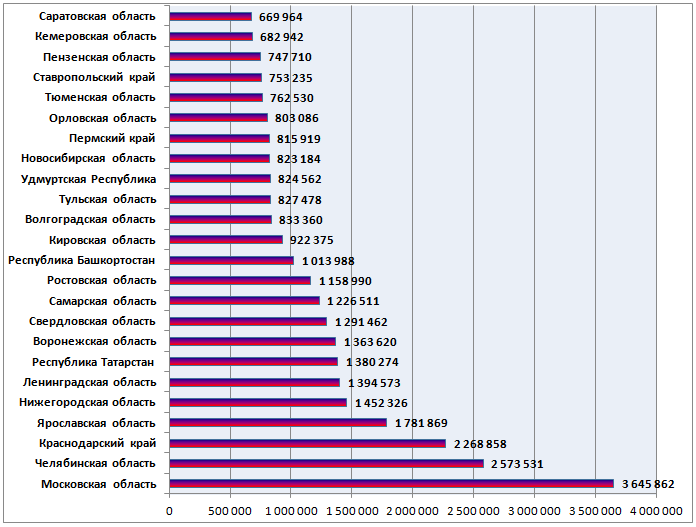 Саратовская область 669 964
Кемеровская область 682 942
Пензенская область 747 710
Ставропольский край 753 235
Тюменская область 762 530
Орловская область 803 086
Пермский край 815 919
Новосибирская область 823 184
Удмуртская Республика 824 562
Тульская область 827 478
Волгоградская область 833 360
Кировская область 922 375
Республика Башкортостан 1 013 988
Ростовская область 1 158 990
Самарская область 1 226 511
Свердловская область 1 291 462
Воронежская область 1 363 620
Республика Татарстан 1 380 274
Ленинградская область 1 394 573
Нижегородская область 1 452 326
Ярославская область 1 781 869
Краснодарский край 2 268 858
Челябинская область 2 573 531
Московская область 3 645 862
0 500 000 1 000 000 1 500 000 2 000 000 2 500 000 3 000 000 3 500 000 4 000 000